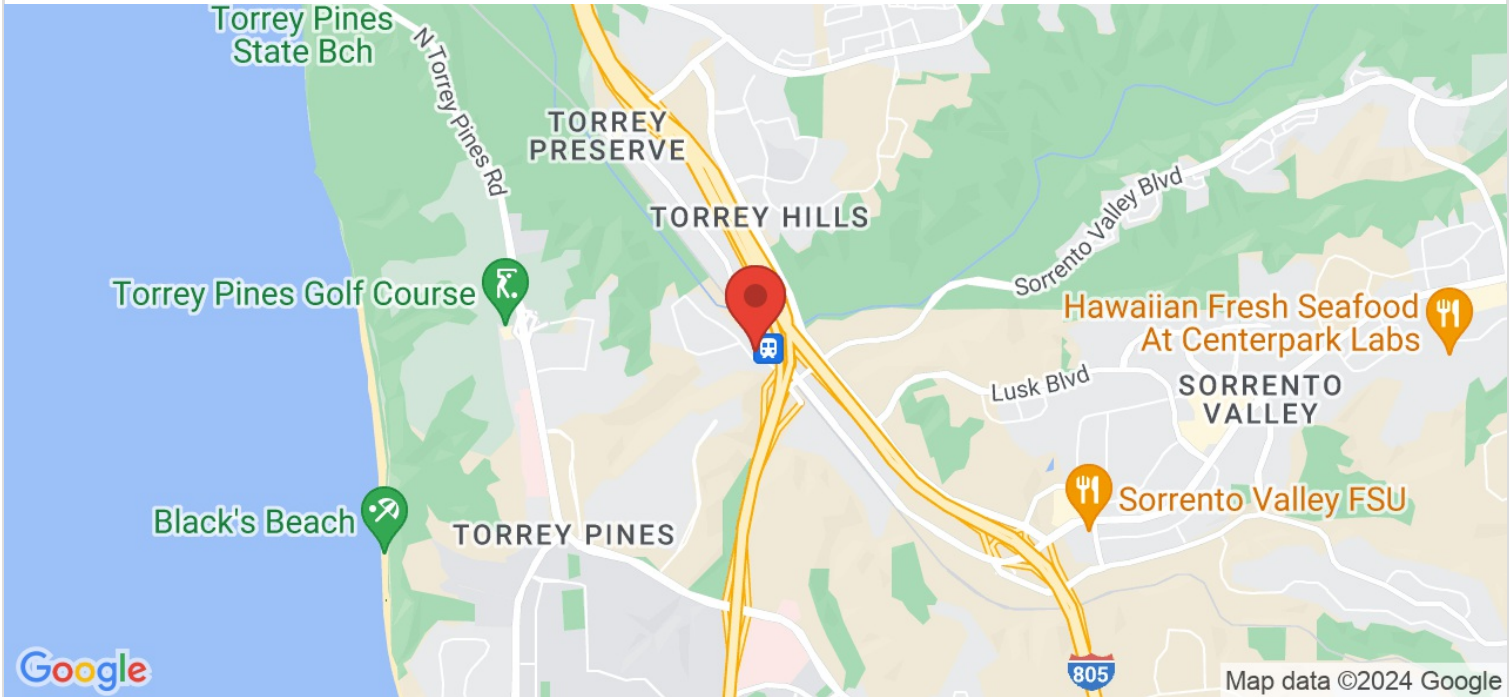 Torrey Pines
State Bch
N Torrey Pines Rd
TORREY
PRESERVE
TORREY HILLS
Sorrento Valley Blvd
Torrey Pines Golf Course
Hawaiian Fresh Seafood
At Centerpark Labs
Lusk Blvd
SORRENTO
VALLEY
Sorrento Valley FSU
Black's Beach
TORREY PINES
805
Google
Map data ©2024 Google